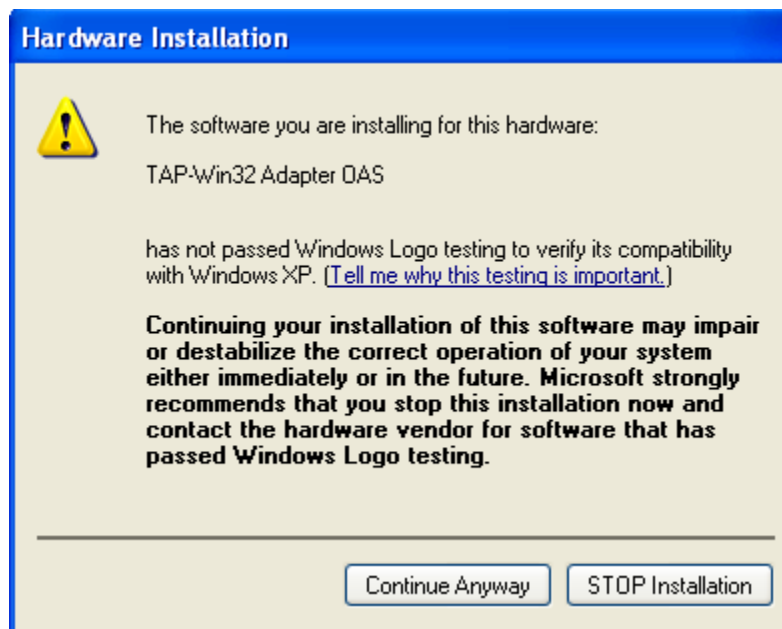 Hardware Installation
The software you are installing for this hardware:
TAP-Win32 Adapter OAS
has not passed Windows Logo testing to verify its compatibility
with Windows XP. (Tell me why this testing is important.)
Continuing your installation of this software may impair
or destabilize the correct operation of your system
either immediately or in the future. Microsoft strongly
recommends that you stop this installation now and
contact the hardware vendor for software that has
passed Windows Logo testing.
Continue Anyway
STOP Installation